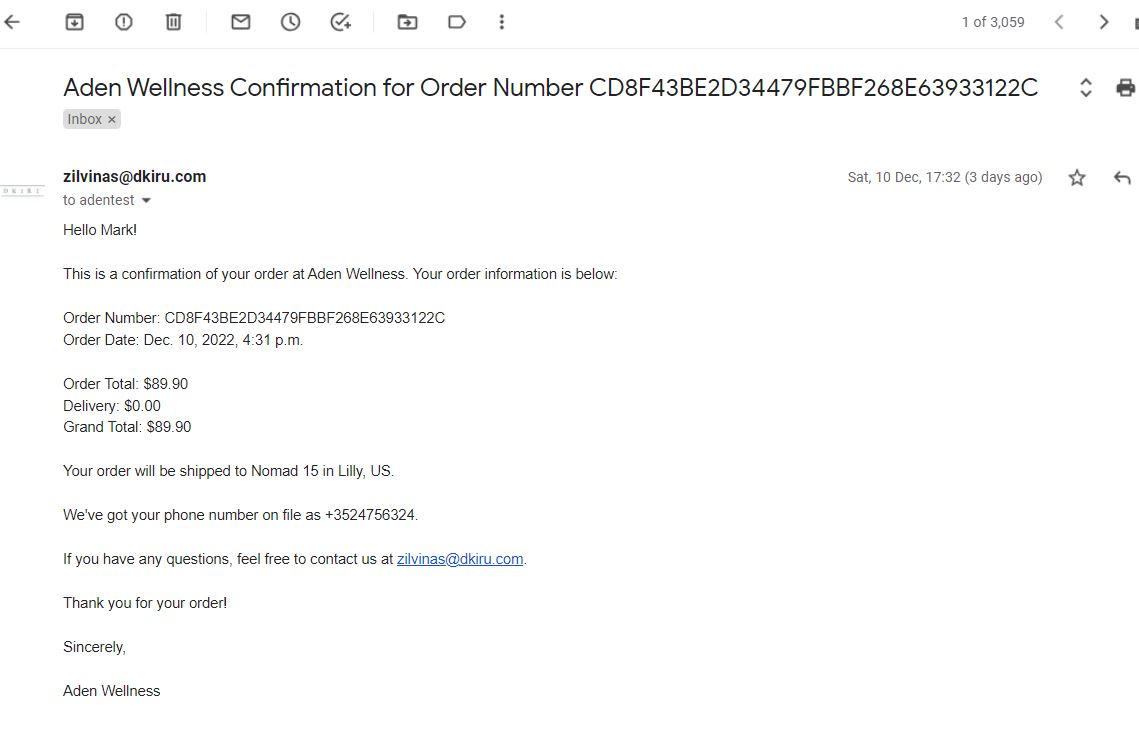 1 of 3,059
Aden Wellness Confirmation for Order Number CD8F43BE2D34479FBBF268E63933122C
Inbox ×
DKIRU
zilvinas@dkiru.com
Sat, 10 Dec, 17:32 (3 days ago)
to adentest
Hello Mark!
This is a confirmation of your order at Aden Wellness. Your order information is below:
Order Number: CD8F43BE2D34479FBBF268E63933122C
Order Date: Dec. 10, 2022, 4:31 p.m.
Order Total: $89.90
Delivery: $0.00
Grand Total: $89.90
Your order will be shipped to Nomad 15 in Lilly, US.
We've got your phone number on file as +3524756324.
If you have any questions, feel free to contact us at zilvinas@dkiru.com.
Thank you for your order!
Sincerely,
Aden Wellness